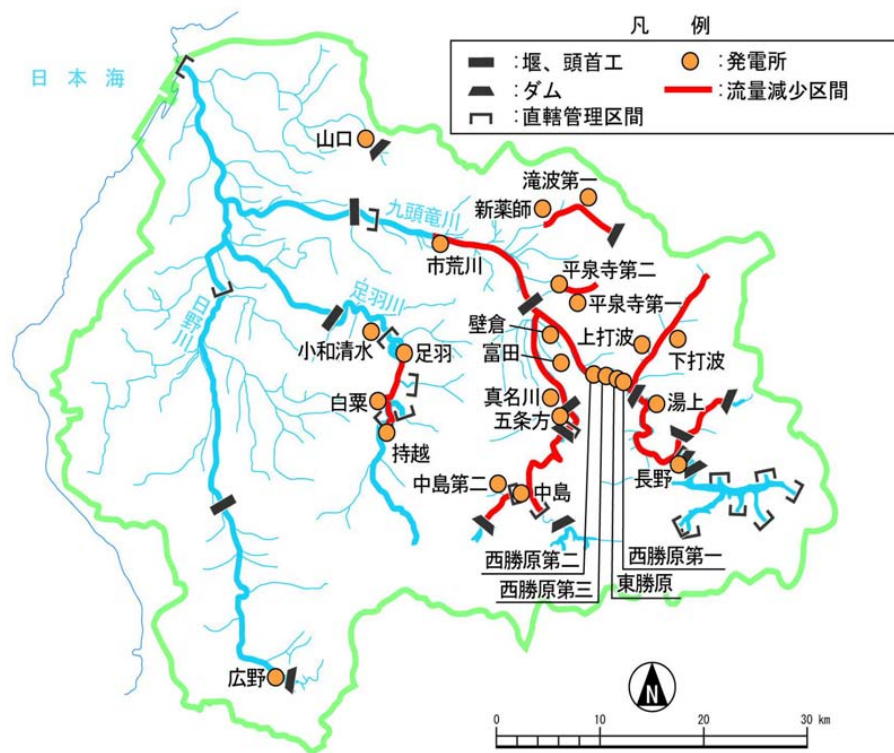 凡 例
:堰、頭首工
:発電所
:ダム
:流量減少区間
:直轄管理区間
日本海
山口
滝波第一
新薬師
九頭竜川
市荒川
平泉寺第二
平泉寺第一
足羽川
日野川
壁倉
上打波
小和清水
足羽
富田
下打波
白粟
真名川
湯上
五条方
持越
長野
中島第二
中島
西勝原第二
西勝原第一
西勝原第三
東勝原
広野
N
0 10 20 30 km